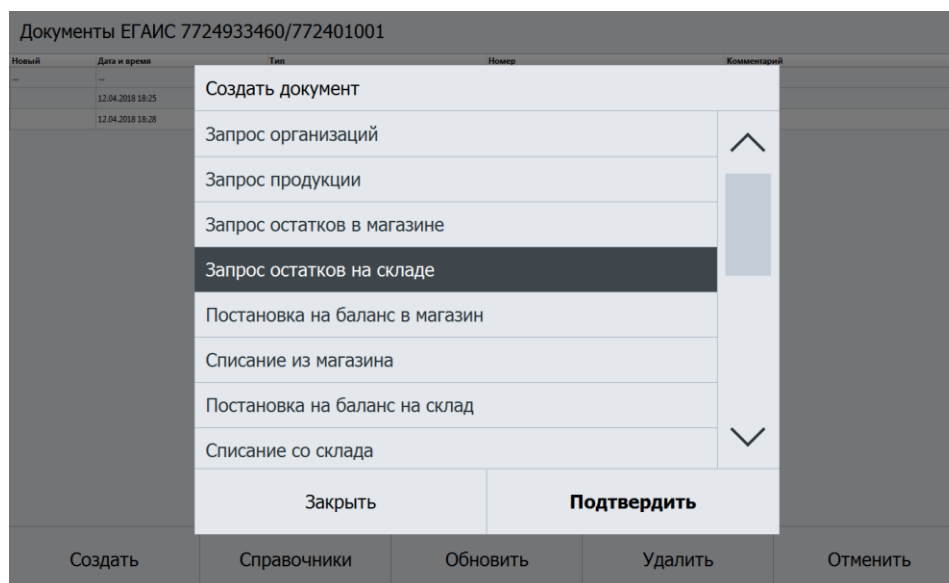 Документы ЕГАИС 7724933460/772401001
Новый Дата и время Тип Номер Комментарий
... ...
12.04.2018 18:25
12.04.2018 18:28
Создать документ
Запрос организаций
Запрос продукции
Запрос остатков в магазине
Запрос остатков на складе
Постановка на баланс в магазин
Списание из магазина
Постановка на баланс на склад
Списание со склада
Закрыть Подтвердить
Создать Справочники Обновить Удалить Отменить